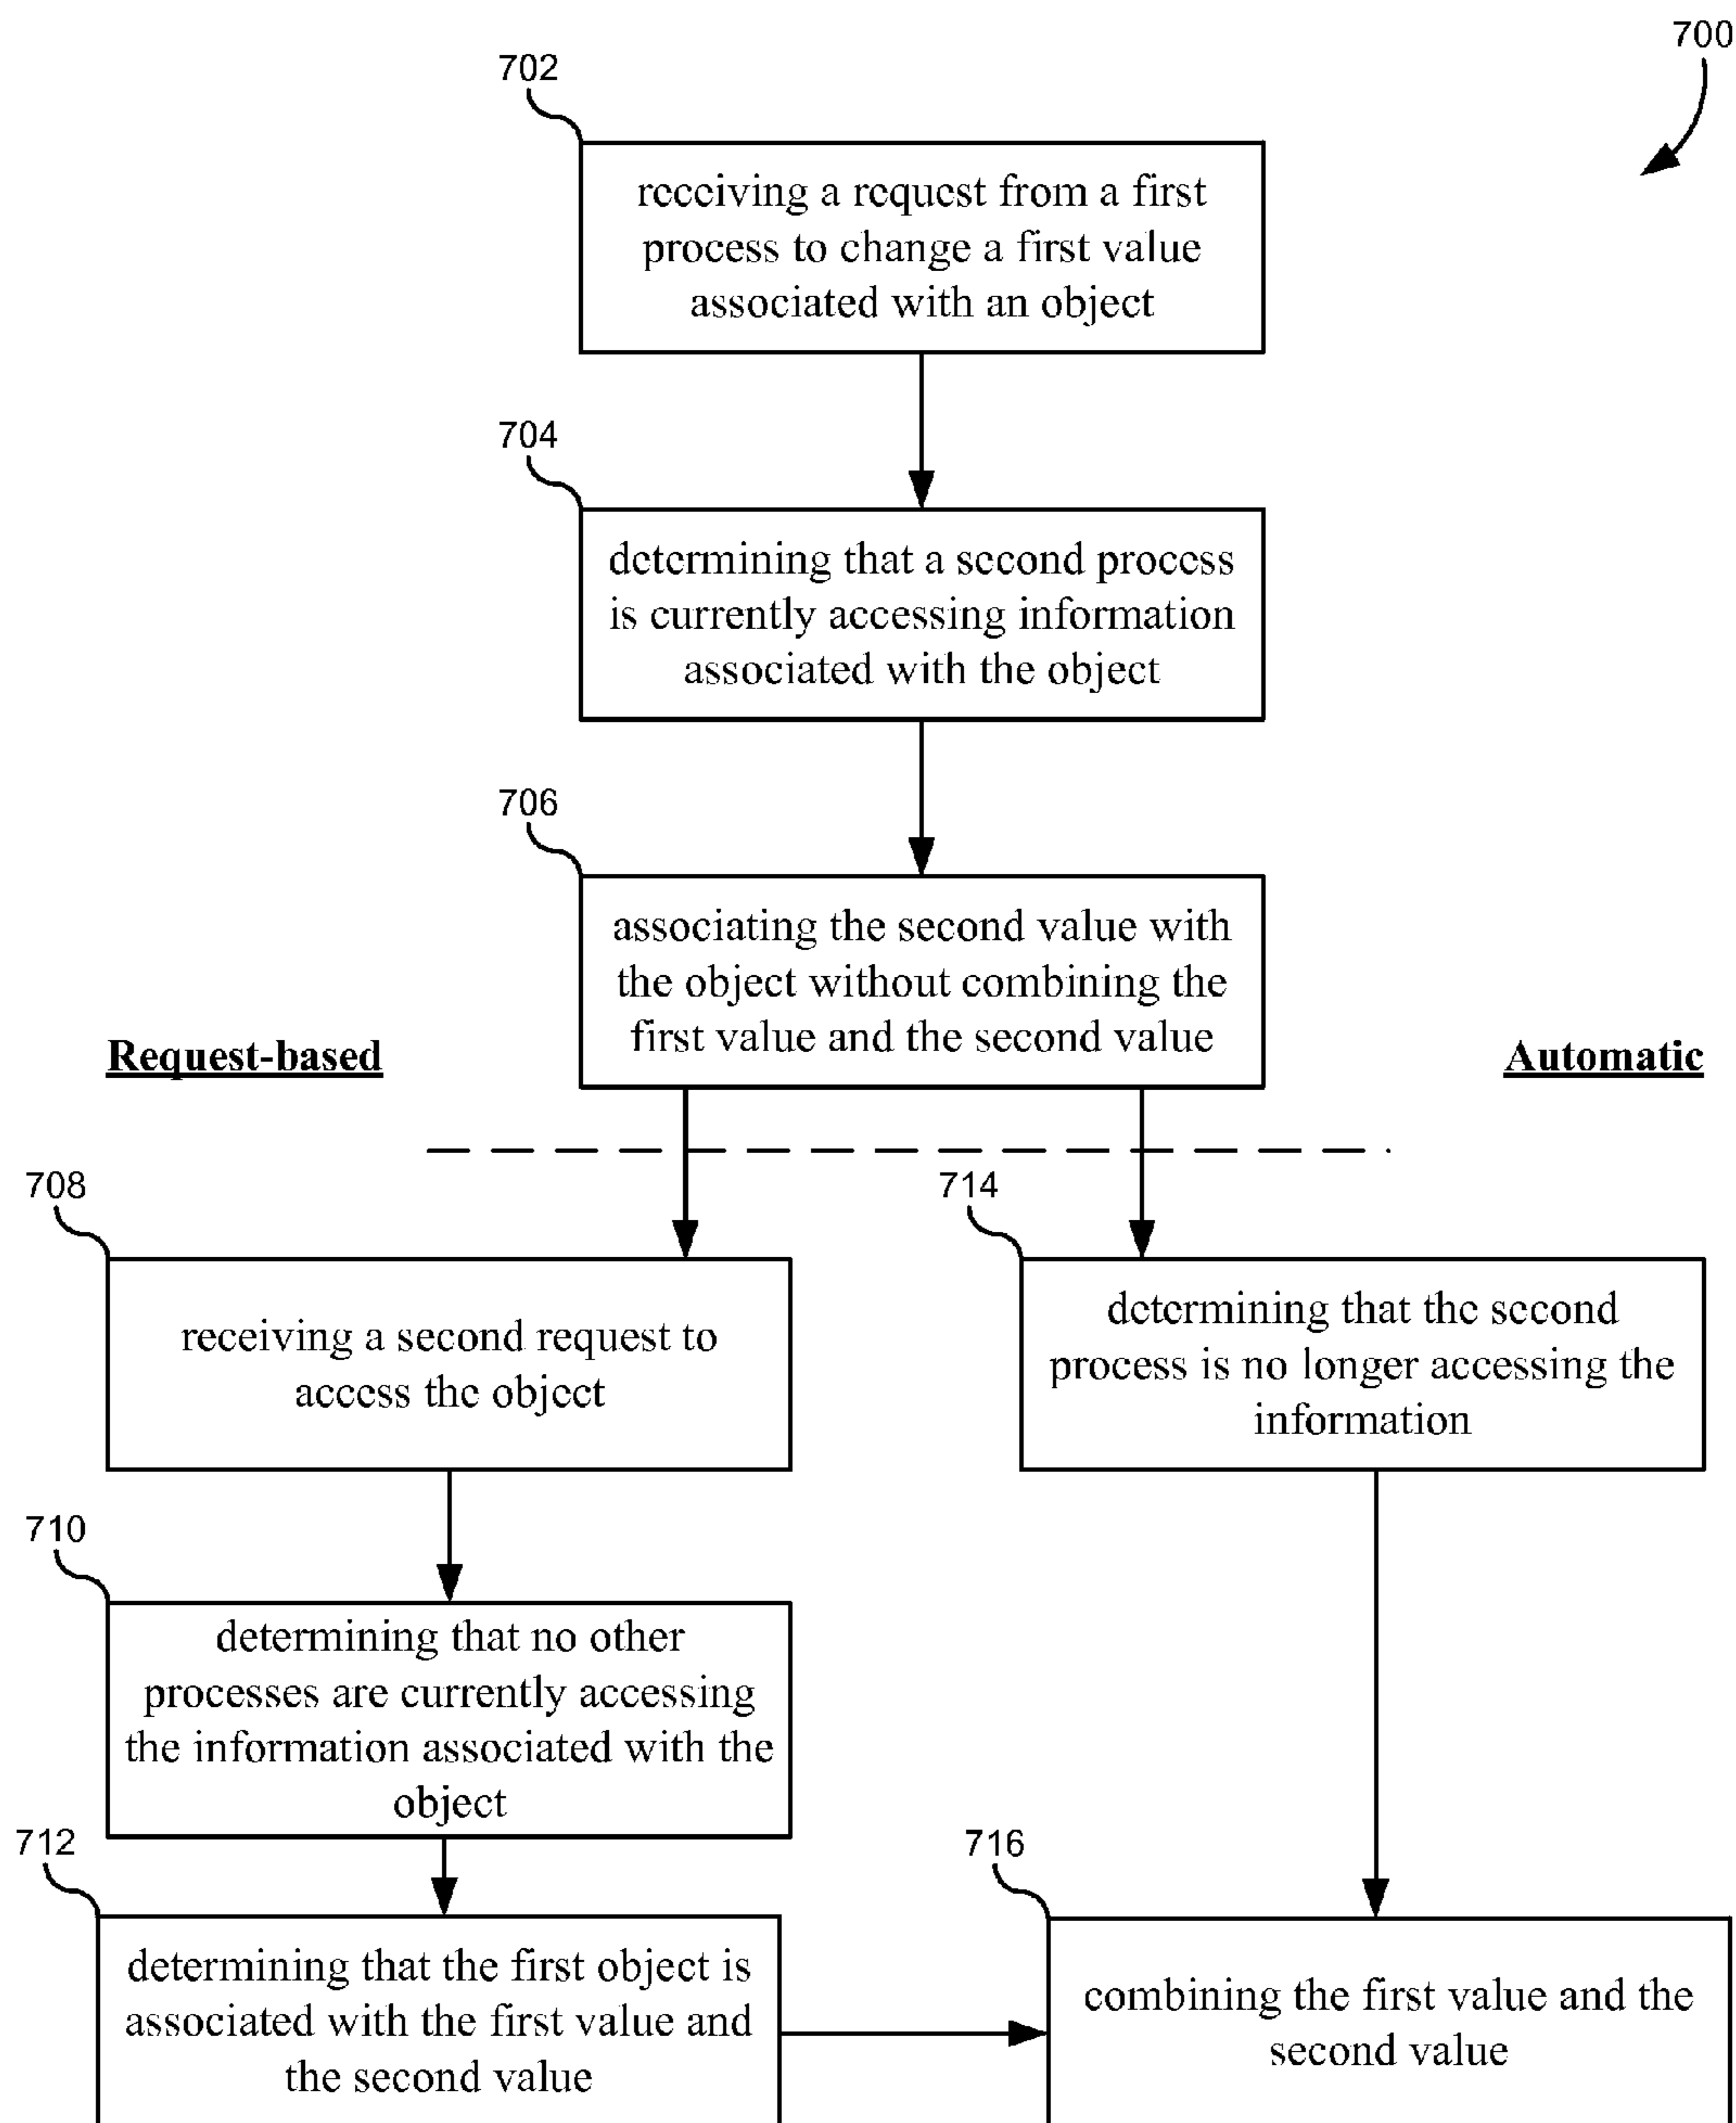 700
702
receiving a request from a first
process to change a first value
associated with an object
704
determining that a second process
is currently accessing information
associated with the object
706
associating the second value with
the object without combining the
first value and the second value
Request-based
Automatic
708
receiving a second request to
access the object
714
determining that the second
process is no longer accessing the
information
710
determining that no other
processes are currently accessing
the information associated with the
object
712
determining that the first object is
associated with the first value and
the second value
716
combining the first value and the
second value